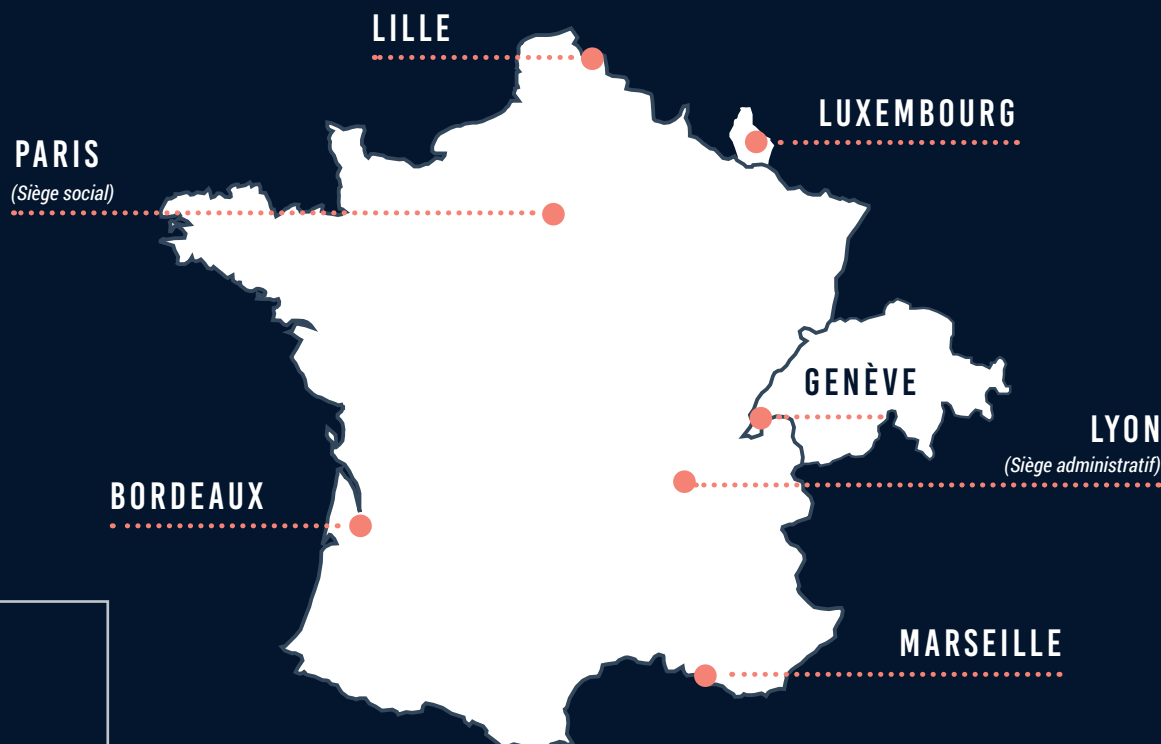 LILLE
LUXEMBOURG
PARIS
(Siège social)
GENÈVE
LYON
(Siège administratif)
BORDEAUX
MARSEILLE